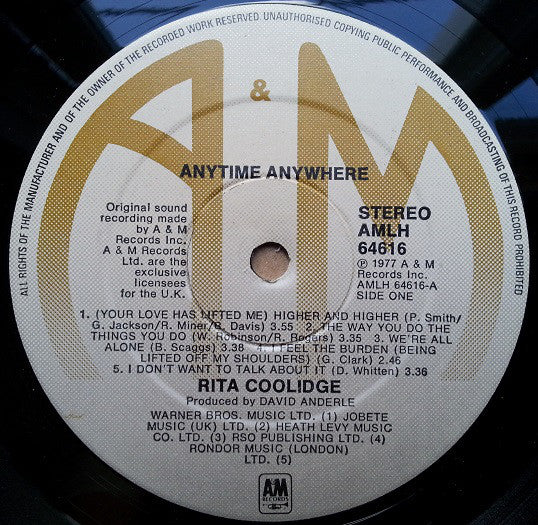 ALL RIGHTS OF THE MANUFACTURER AND OF THE OWNER OF THE RECORDED WORK RESERVED UNAUTHORISED COPYING PUBLIC PERFORMANCE AND BROADCASTING OF THIS RECORD PROHIBITED
A & M
ANYTIME ANYWHERE
Original sound
recording made
by A & M
Records Inc.
A & M Records
Ltd. are the
exclusive
licensees
for the U.K.
STEREO
AMLH
64616
℗ 1977 A & M
Records Inc.
AMLH 64616-A
SIDE ONE
1. (YOUR LOVE HAS LIFTED ME) HIGHER AND HIGHER (P. Smith/
G. Jackson/R. Miner/B. Davis) 3.55 2. THE WAY YOU DO THE
THINGS YOU DO (W. Robinson/R. Rogers) 3.35 3. WE'RE ALL
ALONE (B. Scaggs) 3.38 4. I FEEL THE BURDEN (BEING
LIFTED OFF MY SHOULDERS) (G. Clark) 2.46
5. I DON'T WANT TO TALK ABOUT IT (D. Whitten) 3.36
RITA COOLIDGE
Produced by DAVID ANDERLE
WARNER BROS. MUSIC LTD. (1) JOBETE
MUSIC (UK) LTD. (2) HEATH LEVY MUSIC
CO. LTD. (3) RSO PUBLISHING LTD. (4)
RONDOR MUSIC (LONDON)
LTD. (5)
AM
RECORDS